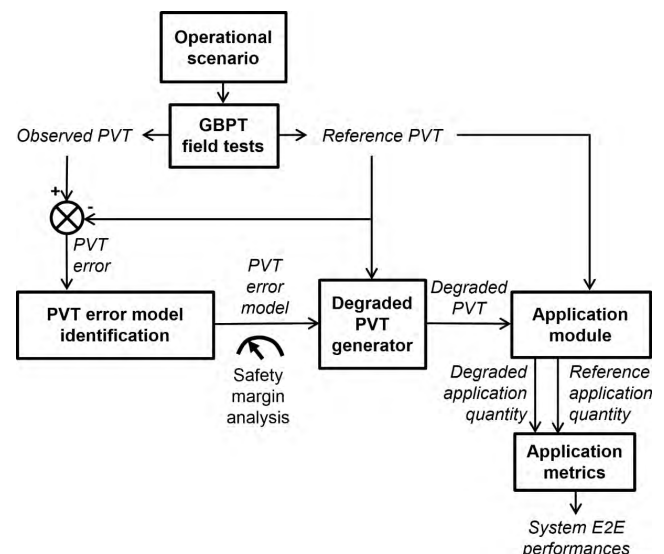 Operational
scenario
Observed PVT
GBPT
field tests
Reference PVT
+
-
PVT
error
PVT error model
identification
PVT
error
model
Safety
margin
analysis
Degraded
PVT
generator
Degraded
PVT
Application
module
Degraded
application
quantity
Reference
application
quantity
Application
metrics
System E2E
performances